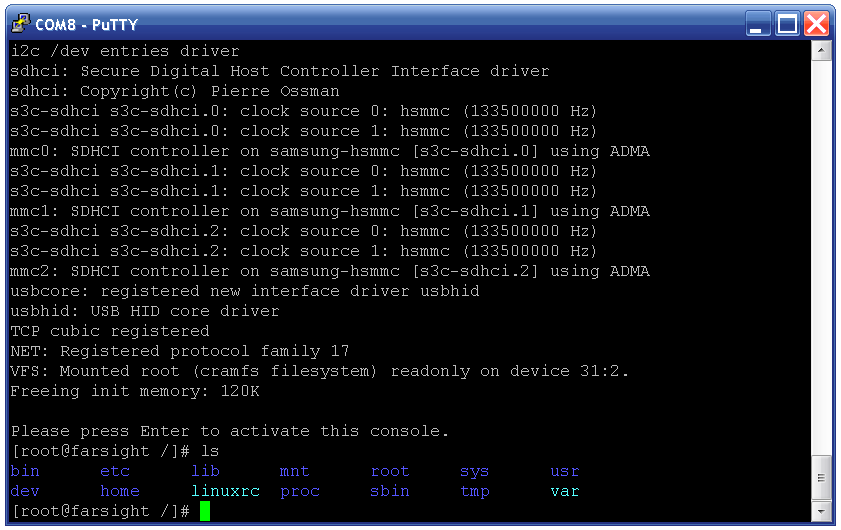 COM8 - PuTTY
i2c /dev entries driver
sdhci: Secure Digital Host Controller Interface driver
sdhci: Copyright(c) Pierre Ossman
s3c-sdhci s3c-sdhci.0: clock source 0: hsmmc (133500000 Hz)
s3c-sdhci s3c-sdhci.0: clock source 1: hsmmc (133500000 Hz)
mmc0: SDHCI controller on samsung-hsmmc [s3c-sdhci.0] using ADMA
s3c-sdhci s3c-sdhci.1: clock source 0: hsmmc (133500000 Hz)
s3c-sdhci s3c-sdhci.1: clock source 1: hsmmc (133500000 Hz)
mmc1: SDHCI controller on samsung-hsmmc [s3c-sdhci.1] using ADMA
s3c-sdhci s3c-sdhci.2: clock source 0: hsmmc (133500000 Hz)
s3c-sdhci s3c-sdhci.2: clock source 1: hsmmc (133500000 Hz)
mmc2: SDHCI controller on samsung-hsmmc [s3c-sdhci.2] using ADMA
usbcore: registered new interface driver usbhid
usbhid: USB HID core driver
TCP cubic registered
NET: Registered protocol family 17
VFS: Mounted root (cramfs filesystem) readonly on device 31:2.
Freeing init memory: 120K

Please press Enter to activate this console.
[root@farsight /]# ls
bin      etc      lib      mnt      root     sys      usr
dev      home     linuxrc  proc     sbin     tmp      var
[root@farsight /]#